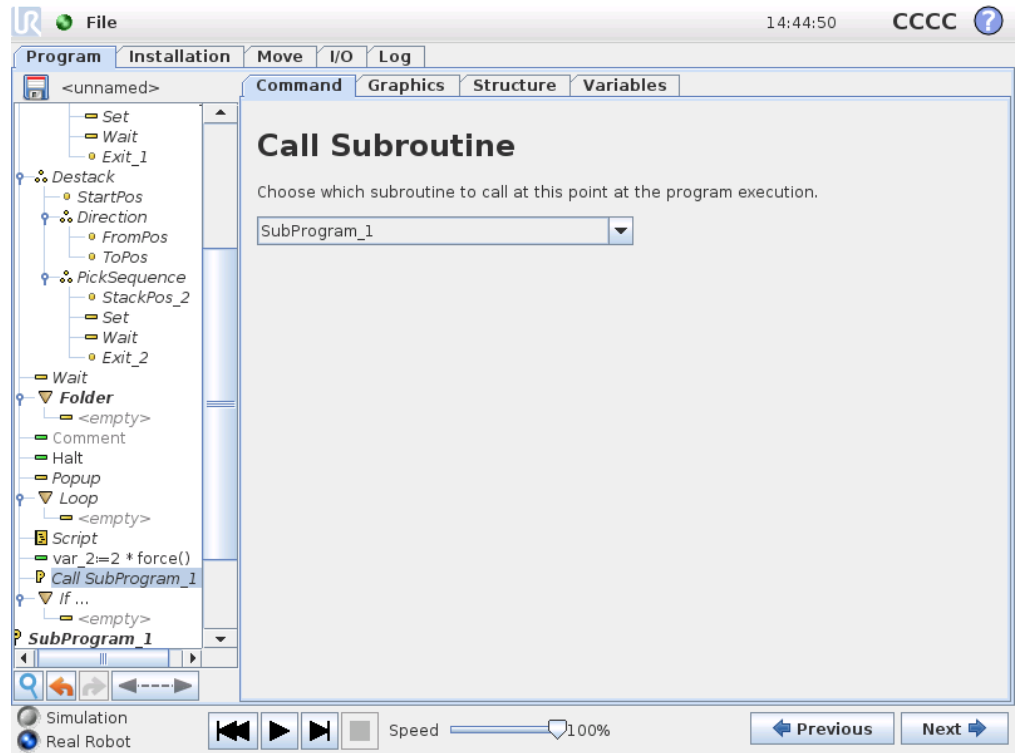 UR File 14:44:50 CCCC ?
Program Installation Move I/O Log
<unnamed>
Command Graphics Structure Variables
Set
Wait
Exit_1
Destack
StartPos
Direction
FromPos
ToPos
PickSequence
StackPos_2
Set
Wait
Exit_2
Wait
Folder
<empty>
Comment
Halt
Popup
Loop
<empty>
Script
var_2:=2 * force()
Call SubProgram_1
If ...
<empty>
SubProgram_1
Call Subroutine
Choose which subroutine to call at this point at the program execution.
SubProgram_1
Simulation
Real Robot
Speed 100%
Previous Next